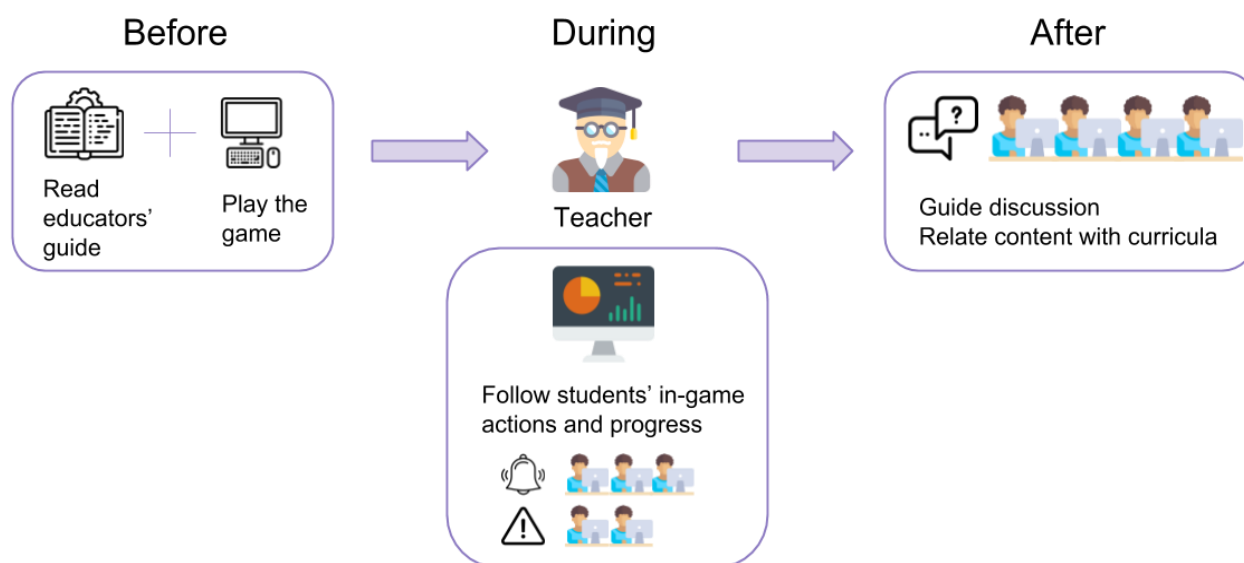 Before
During
After
Read
educators’
guide
Play the
game
Teacher
Follow students’ in-game
actions and progress
?
Guide discussion
Relate content with curricula